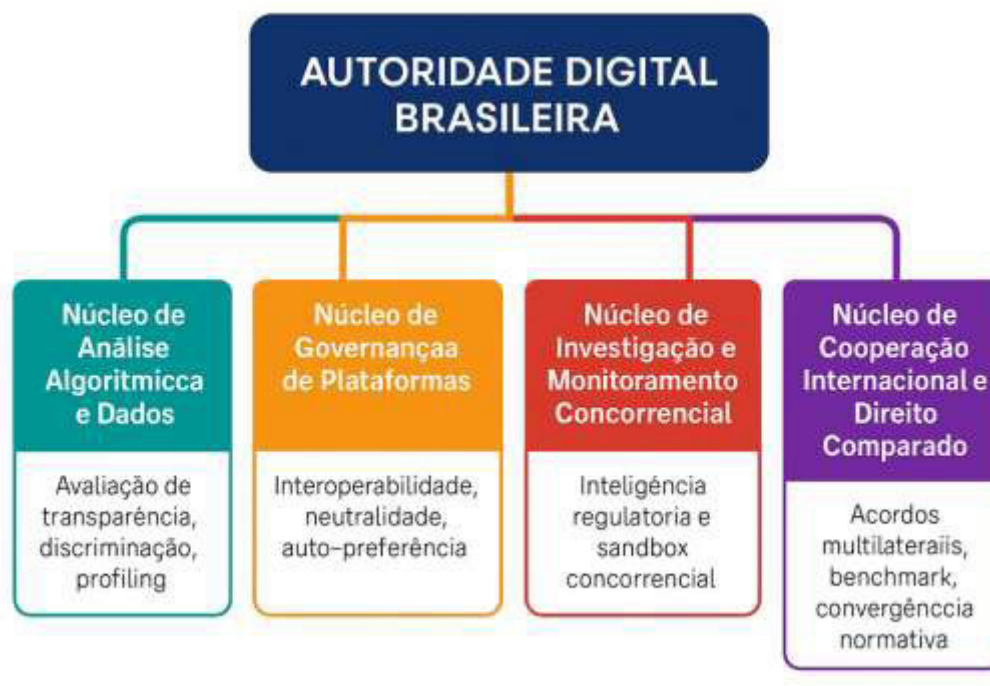 AUTORIDADE DIGITAL
BRASILEIRA
Núcleo de
Anãlise
Algoritmicca
e Dados
Avaliação de
transparência,
discriminação,
profiling
Núcleo de
Governançaa
de Plataformas
Interoperabilidade,
neutralidade,
auto-preferência
Núcleo de
Investigação e
Monitoramento
Concorrencial
Inteligência
regulatoria e
sandbox
concorrencial
Núcleo de
Cooperação
Internacional e
Direito
Comparado
Acordos
multilateraiis,
benchmark,
convergênccia
normativa